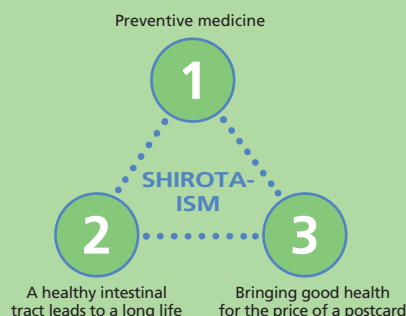 Preventive medicine
1
SHIROTA-
ISM
2
3
A healthy intestinal
tract leads to a long life
Bringing good health
for the price of a postcard